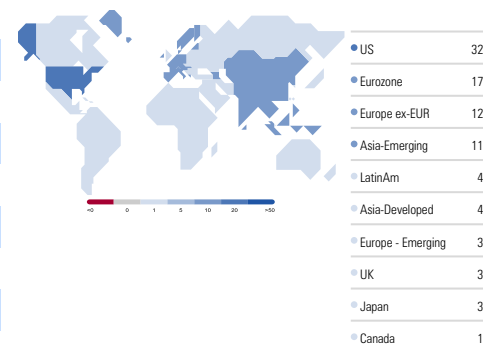 US 32
Eurozone 17
Europe ex-EUR 12
Asia-Emerging 11
LatinAm 4
Asia-Developed 4
Europe - Emerging 3
UK 3
Japan 3
Canada 1
<0 0 1 5 10 20 >50